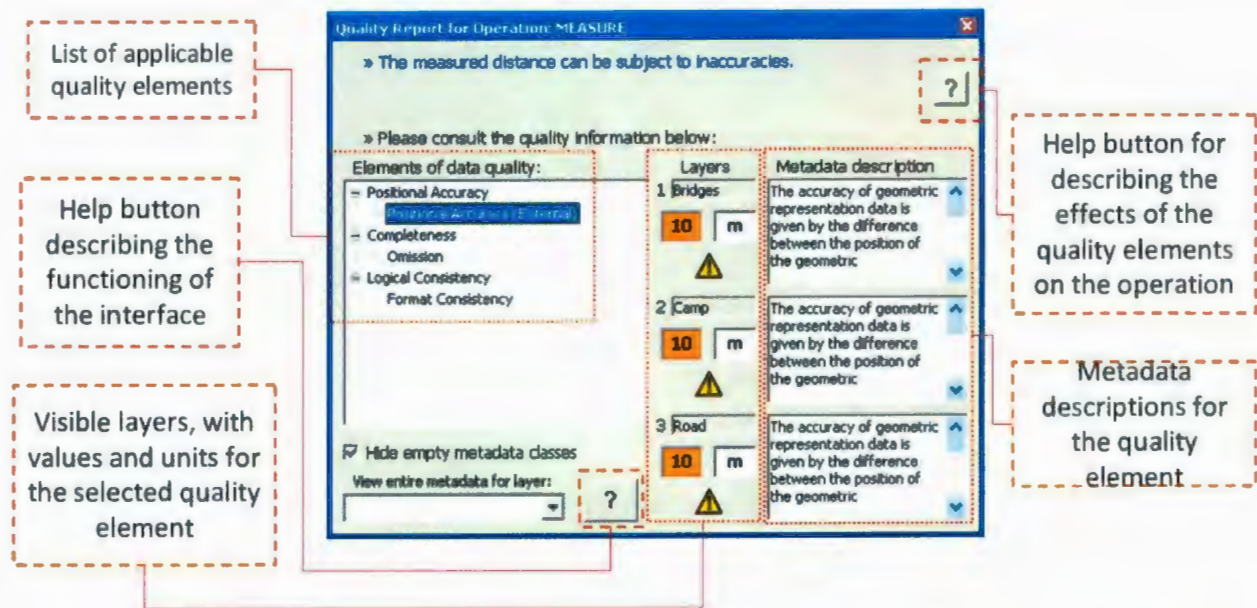 List of applicable
quality elements
Help button
describing the
functioning of
the interface
Visible layers, with
values and units for
the selected quality
element
Quality Report for Operation: MEASURE
» The measured distance can be subject to inaccuracies.
?
» Please consult the quality information below:
Elements of data quality:
Positional Accuracy
Positional Accuracy (External)
Completeness
Omission
Logical Consistency
Format Consistency
Hide empty metadata classes
View entire metadata for layer:
?
Layers
1 Bridges
10 m
2 Camp
10 m
3 Road
10 m
Metadata description
The accuracy of geometric
representation data is
given by the difference
between the position of
the geometric
The accuracy of geometric
representation data is
given by the difference
between the position of
the geometric
The accuracy of geometric
representation data is
given by the difference
between the position of
the geometric
Help button for
describing the
effects of the
quality elements
on the operation
Metadata
descriptions for
the quality
element